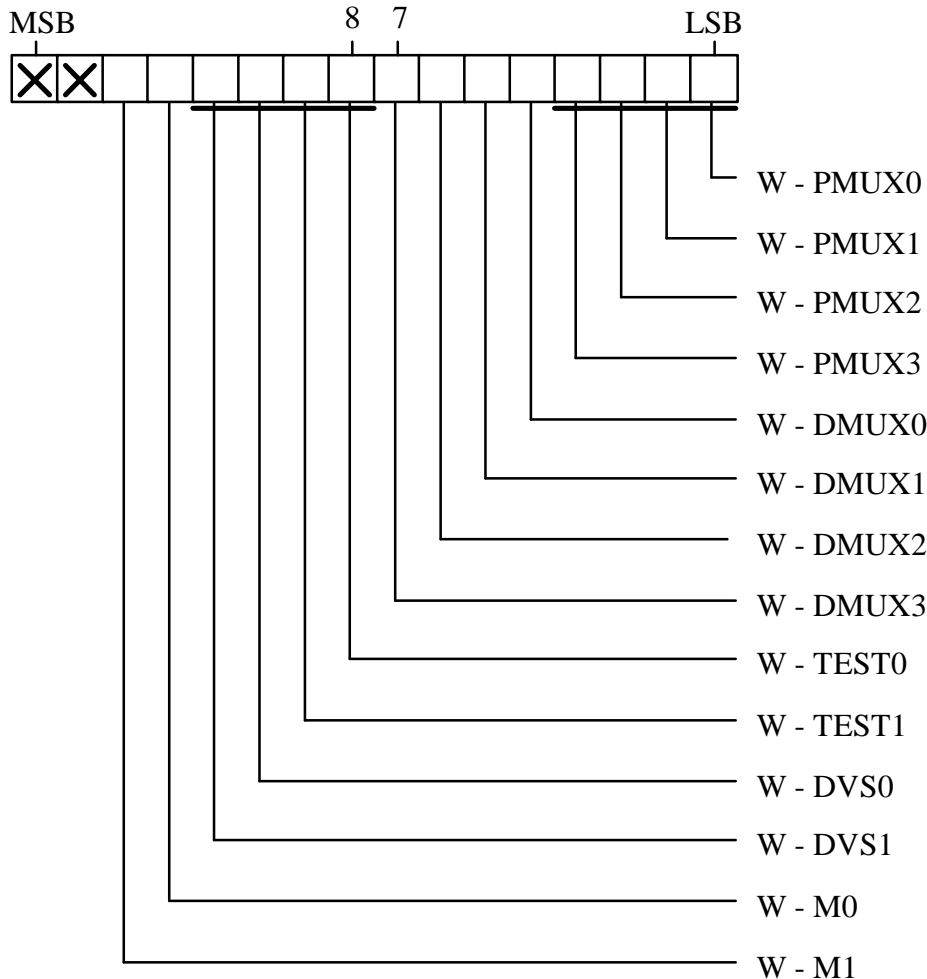 MSB 8 7 LSB
W - PMUX0
W - PMUX1
W - PMUX2
W - PMUX3
W - DMUX0
W - DMUX1
W - DMUX2
W - DMUX3
W - TEST0
W - TEST1
W - DVS0
W - DVS1
W - M0
W - M1